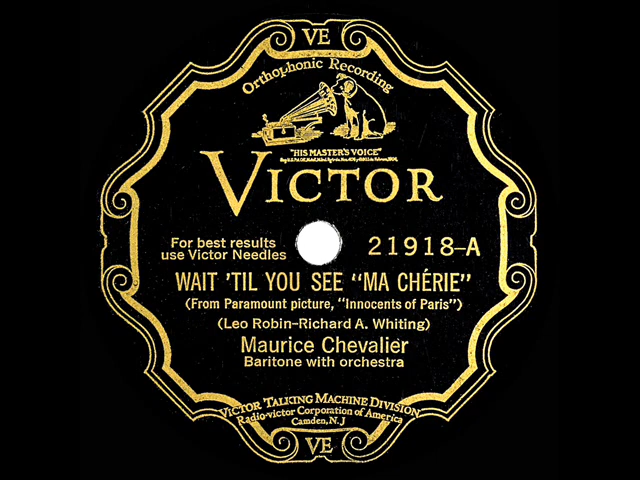 VE
Orthophonic Recording
"HIS MASTER'S VOICE"
VICTOR
For best results
use Victor Needles
21918-A
WAIT 'TIL YOU SEE "MA CHÉRIE"
(From Paramount picture, "Innocents of Paris")
(Leo Robin-Richard A. Whiting)
Maurice Chevalier
Baritone with orchestra
VICTOR TALKING MACHINE DIVISION
Radio-Victor Corporation of America
Camden, N. J
VE